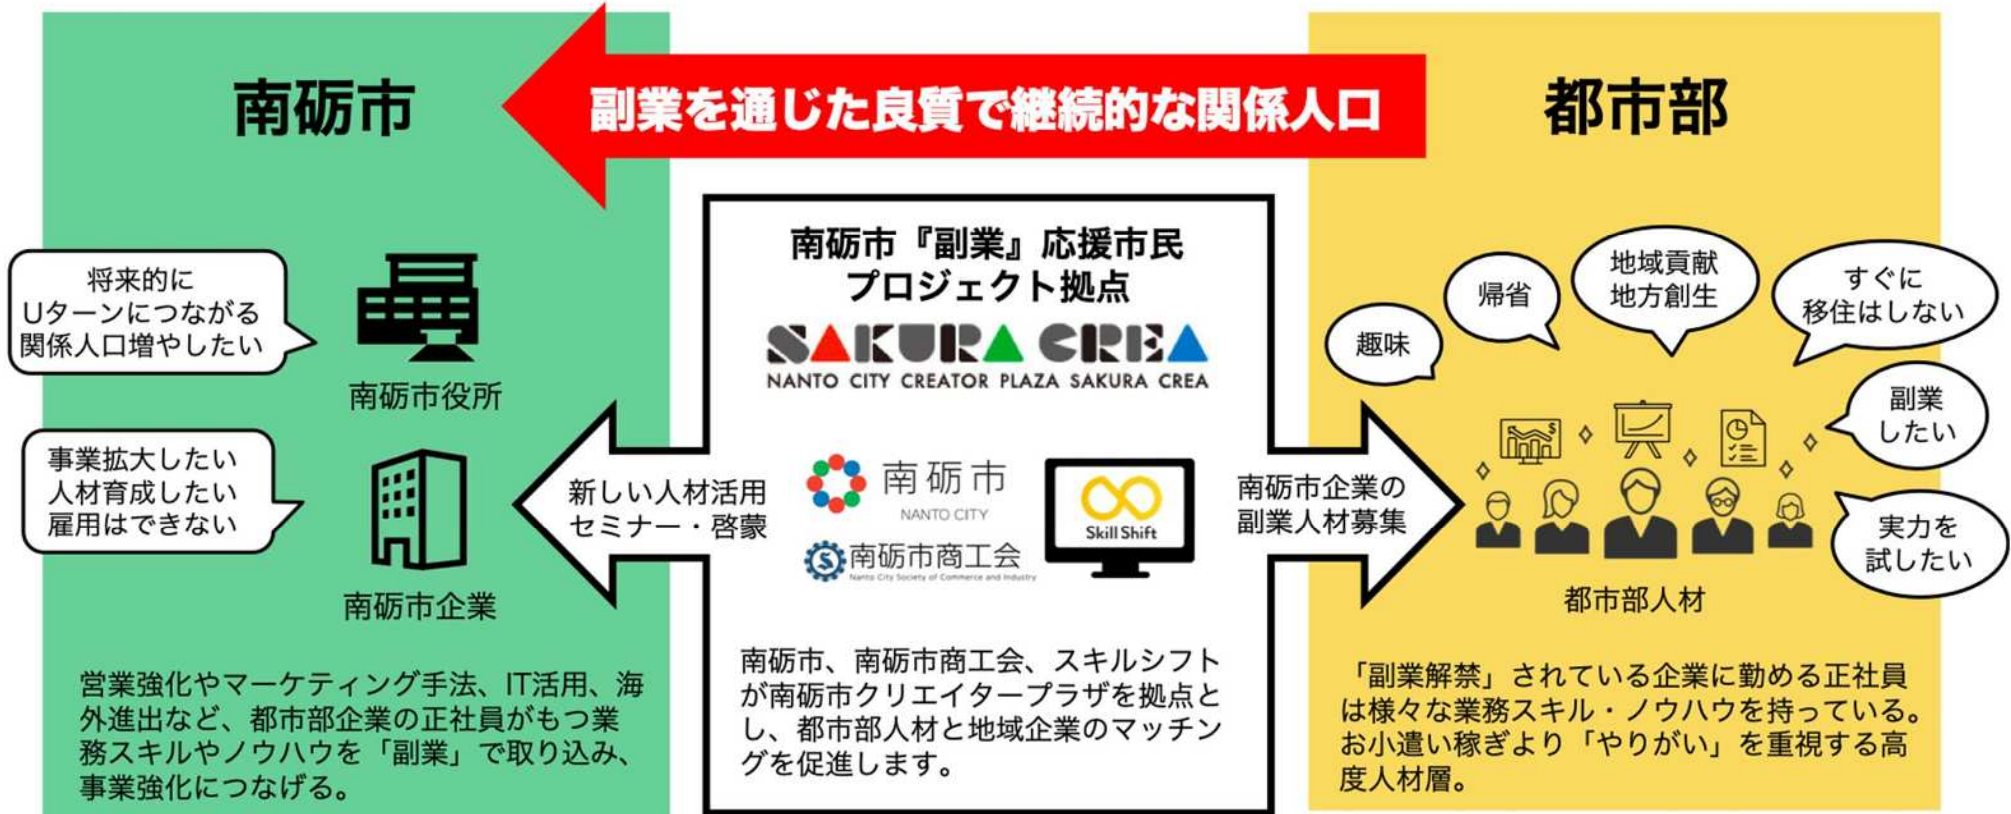 南砺市
副業を通じた良質で継続的な関係人口
都市部
将来的に
Uターンにつながる
関係人口増やしたい
南砺市役所
事業拡大したい
人材育成したい
雇用はできない
南砺市企業
営業強化やマーケティング手法、IT活用、海
外進出など、都市部企業の正社員がもつ業
務スキルやノウハウを「副業」で取り込み、
事業強化につなげる。
新しい人材活用
セミナー・啓蒙
南砺市『副業』応援市民
プロジェクト拠点
SAKURA CREA
NANTO CITY CREATOR PLAZA SAKURA CREA
南砺市
NANTO CITY
南砺市商工会
Nanto City Society of Commerce and Industry
Skill Shift
南砺市、南砺市商工会、スキルシフト
が南砺市クリエイタープラザを拠点と
し、都市部人材と地域企業のマッチン
グを促進します。
南砺市企業の
副業人材募集
趣味
帰省
地域貢献
地方創生
すぐに
移住はしない
副業
したい
実力を
試したい
都市部人材
「副業解禁」されている企業に勤める正社員
は様々な業務スキル・ノウハウを持っている。
お小遣い稼ぎより「やりがい」を重視する高
度人材層。